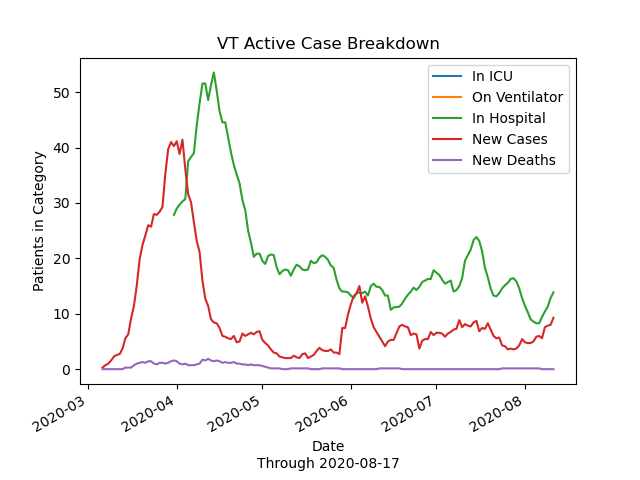 VT Active Case Breakdown
In ICU
On Ventilator
In Hospital
New Cases
New Deaths
Patients in Category
50
40
30
20
10
0
2020-03
2020-04
2020-05
2020-06
2020-07
2020-08
Date
Through 2020-08-17